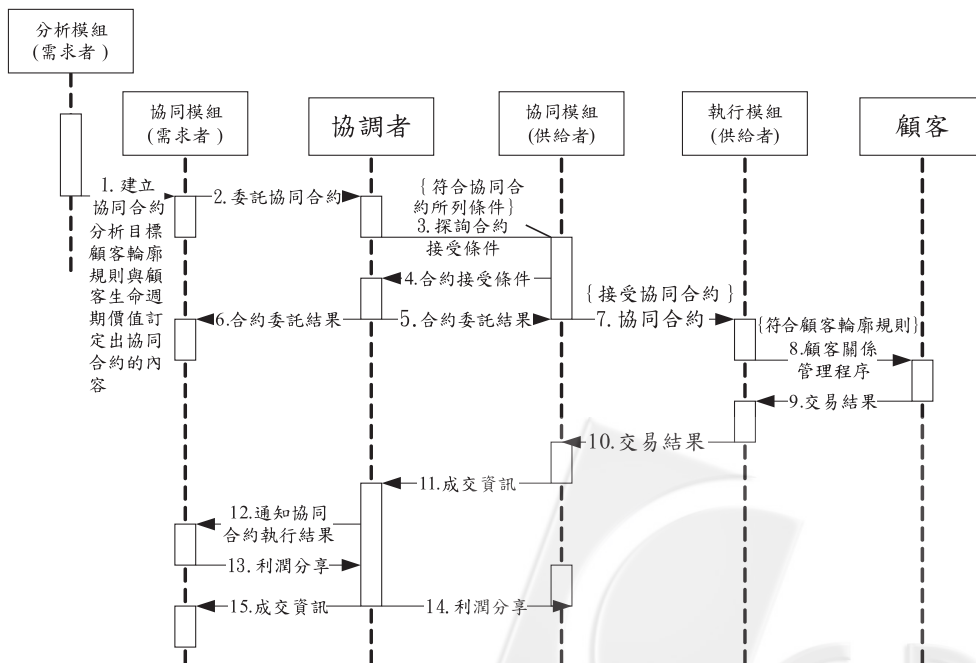 分析模組
(需求者)
協同模組
(需求者)
協調者
協同模組
(供給者)
執行模組
(供給者)
顧客
1.建立
協同合約
分析目標
顧客輪廓
規則與顧
客生命週
期價值訂
定出協同
合約的內
容
2.委託協同合約
{符合協同合
約所列條件}
3.探詢合約
接受條件
4.合約接受條件
6.合約委託結果
5.合約委託結果
{接受協同合約}
7.協同合約
{符合顧客輪廓規則}
8.顧客關係
管理程序
9.交易結果
10.交易結果
11.成交資訊
12.通知協同
合約執行結果
13.利潤分享
15.成交資訊
14.利潤分享